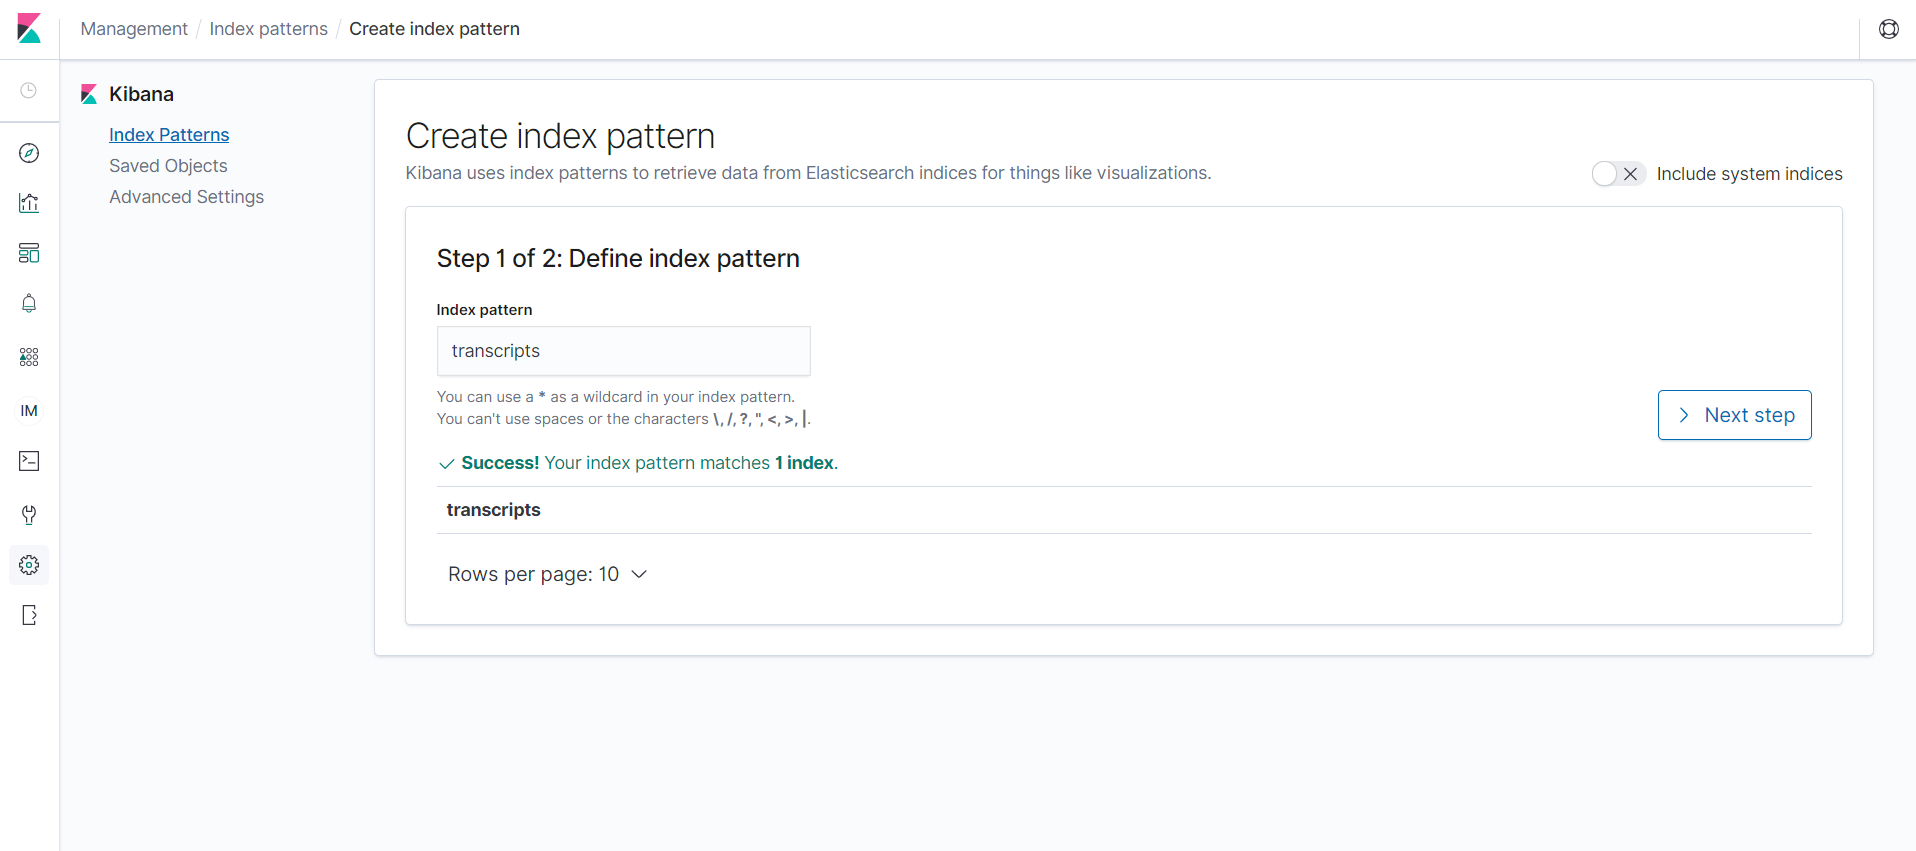 Management / Index patterns / Create index pattern
Kibana
Index Patterns
Saved Objects
Advanced Settings
IM
Create index pattern
Kibana uses index patterns to retrieve data from Elasticsearch indices for things like visualizations.
Include system indices
Step 1 of 2: Define index pattern
Index pattern
transcripts
You can use a * as a wildcard in your index pattern.
You can't use spaces or the characters \, /, ?, ", <, >, |.
Next step
Success! Your index pattern matches 1 index.
transcripts
Rows per page: 10